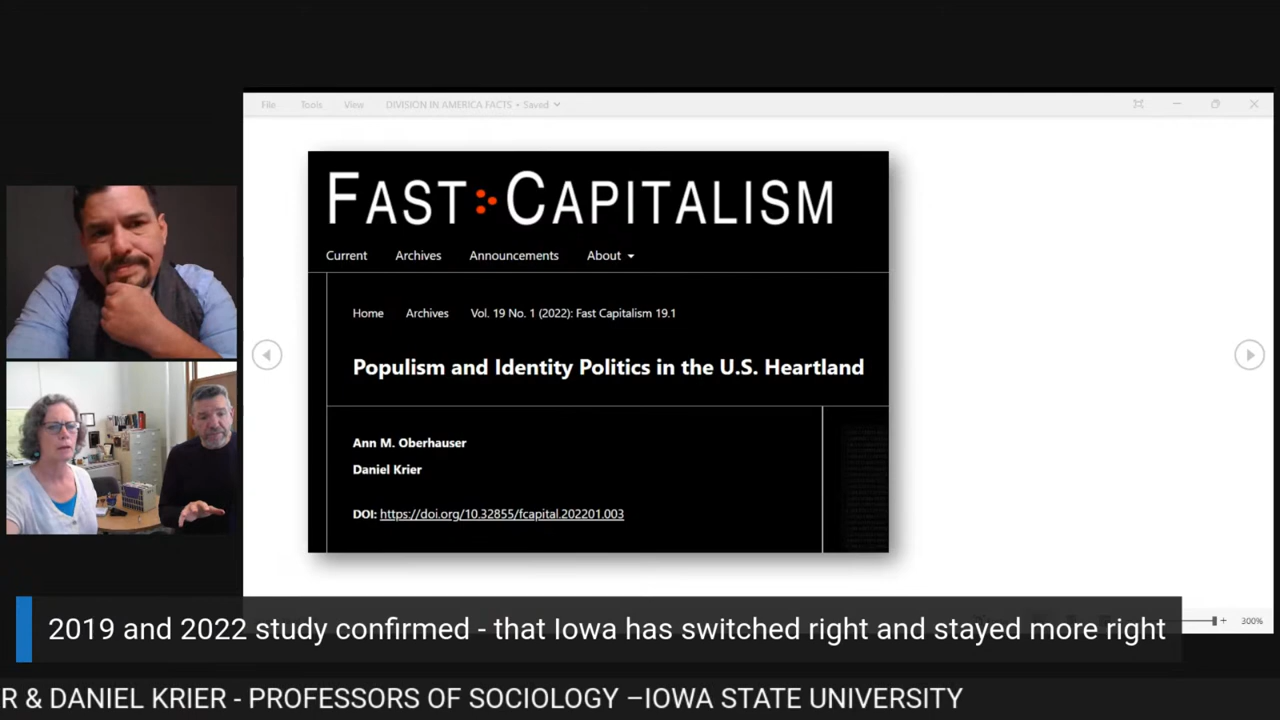 File Tools View DIVISION IN AMERICA FACTS • Saved
FAST CAPITALISM
Current Archives Announcements About
Home Archives Vol. 19 No. 1 (2022): Fast Capitalism 19.1
Populism and Identity Politics in the U.S. Heartland
Ann M. Oberhauser
Daniel Krier
DOI: https://doi.org/10.32855/fcapital.202201.003
2019 and 2022 study confirmed - that Iowa has switched right and stayed more right
300%
R & DANIEL KRIER - PROFESSORS OF SOCIOLOGY –IOWA STATE UNIVERSITY